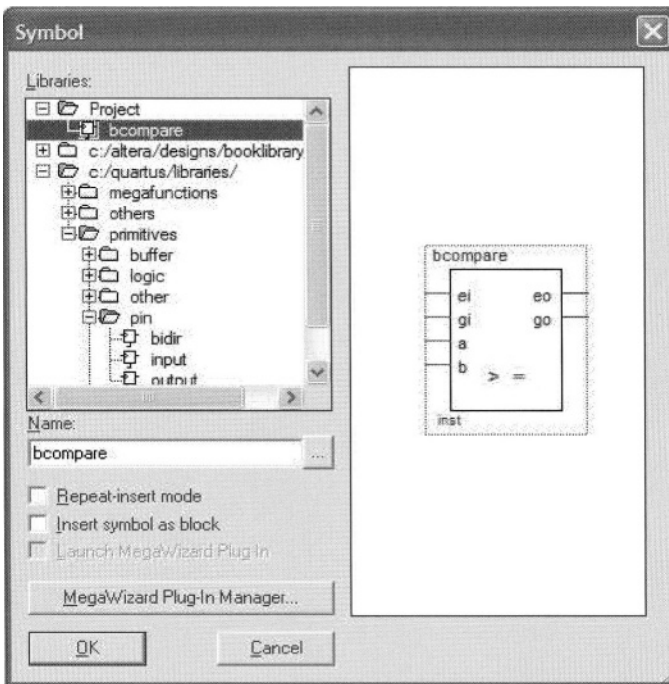 Symbol
Libraries:
Project
bcompare
c:/altera/designs/booklibrary
c:/quartus/libraries/
megafunctions
others
primitives
buffer
logic
other
pin
bidir
input
output
Name:
bcompare
...
Repeat-insert mode
Insert symbol as block
Launch MegaWizard Plug-In
MegaWizard Plug-In Manager...
OK
Cancel
bcompare
ei eo
gi go
a
b
> =
inst